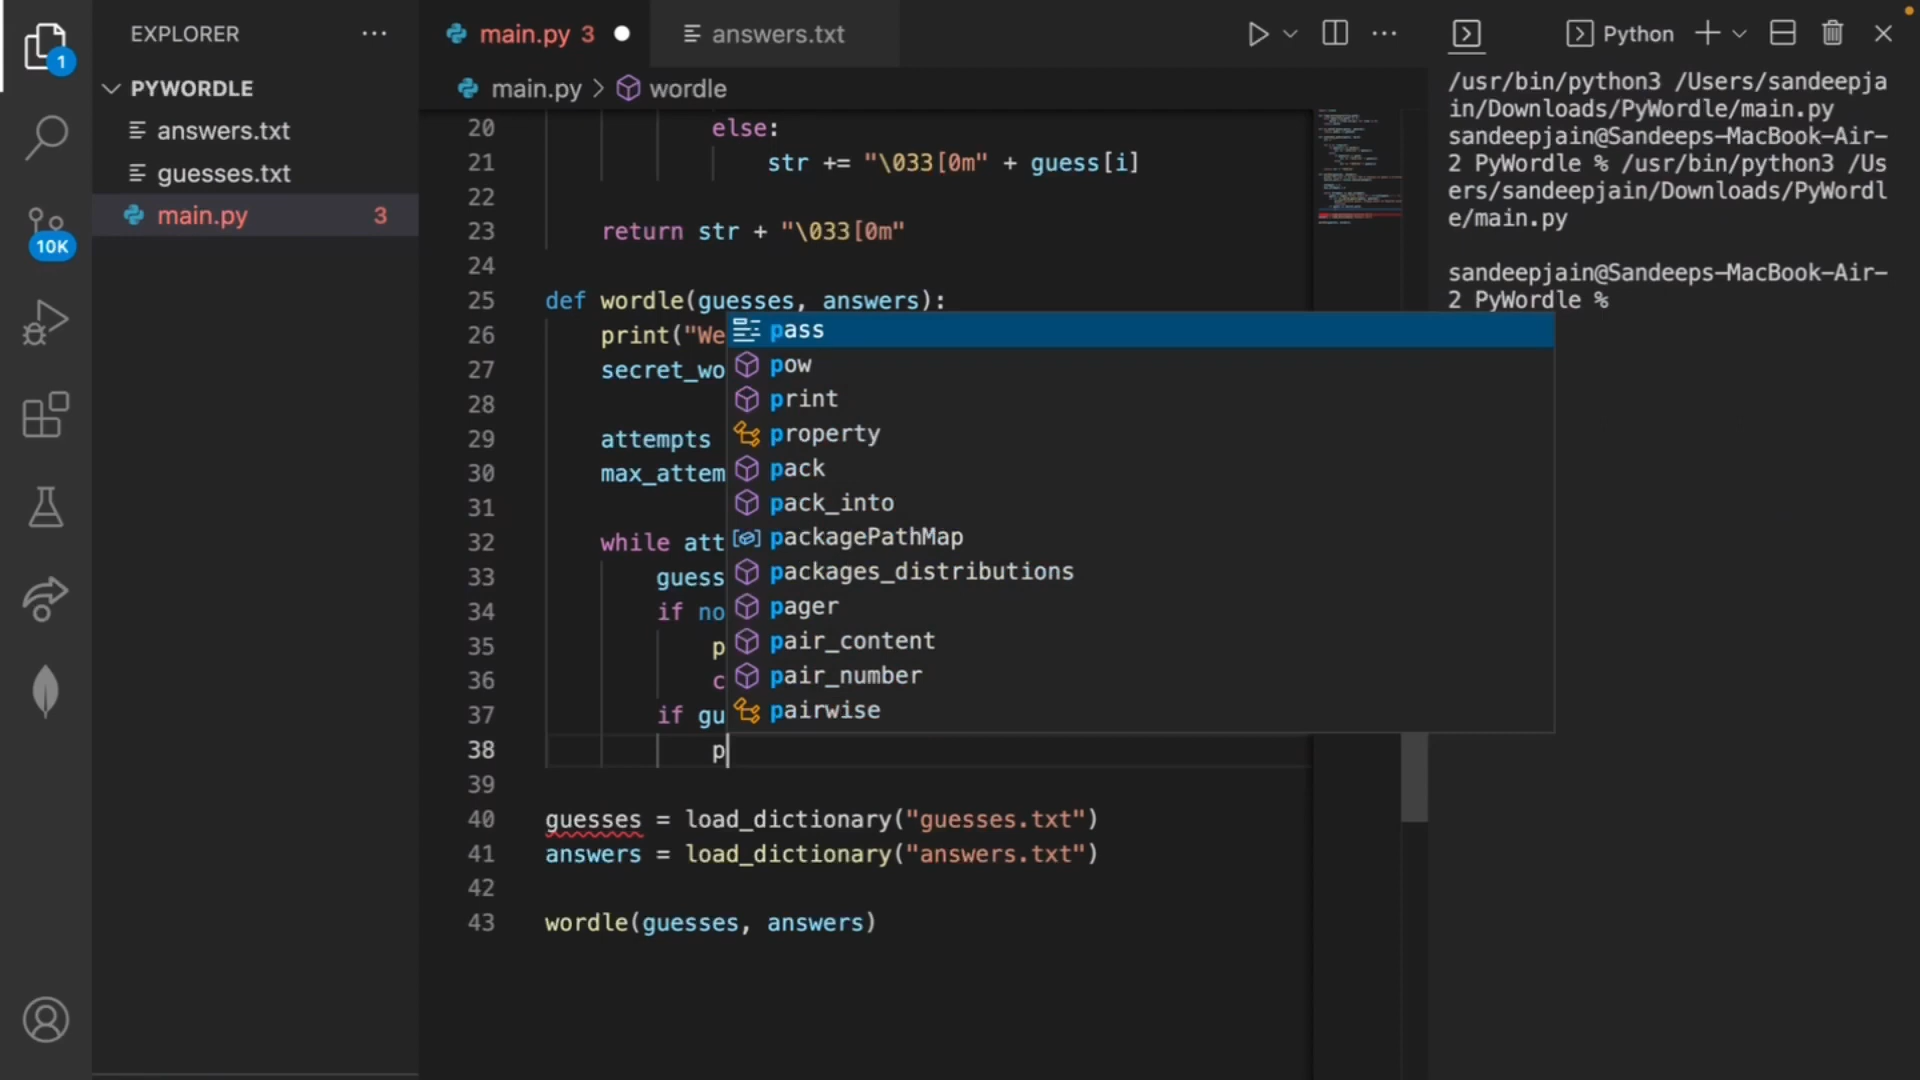 EXPLORER
1
PYWORDLE
answers.txt
guesses.txt
main.py 3
10K
main.py 3
answers.txt
main.py > wordle
20 else:
21 str += "\033[0m" + guess[i]
22
23 return str + "\033[0m"
24
25 def wordle(guesses, answers):
26 print("We
27 secret_wo
28
29 attempts
30 max_attem
31
32 while att
33 guess
34 if no
35 p
36 c
37 if gu
38 p
39
40 guesses = load_dictionary("guesses.txt")
41 answers = load_dictionary("answers.txt")
42
43 wordle(guesses, answers)
pass
pow
print
property
pack
pack_into
packagePathMap
packages_distributions
pager
pair_content
pair_number
pairwise
Python
/usr/bin/python3 /Users/sandeepja
in/Downloads/PyWordle/main.py
sandeepjain@Sandeeps-MacBook-Air-
2 PyWordle % /usr/bin/python3 /Us
ers/sandeepjain/Downloads/PyWordl
e/main.py
sandeepjain@Sandeeps-MacBook-Air-
2 PyWordle %